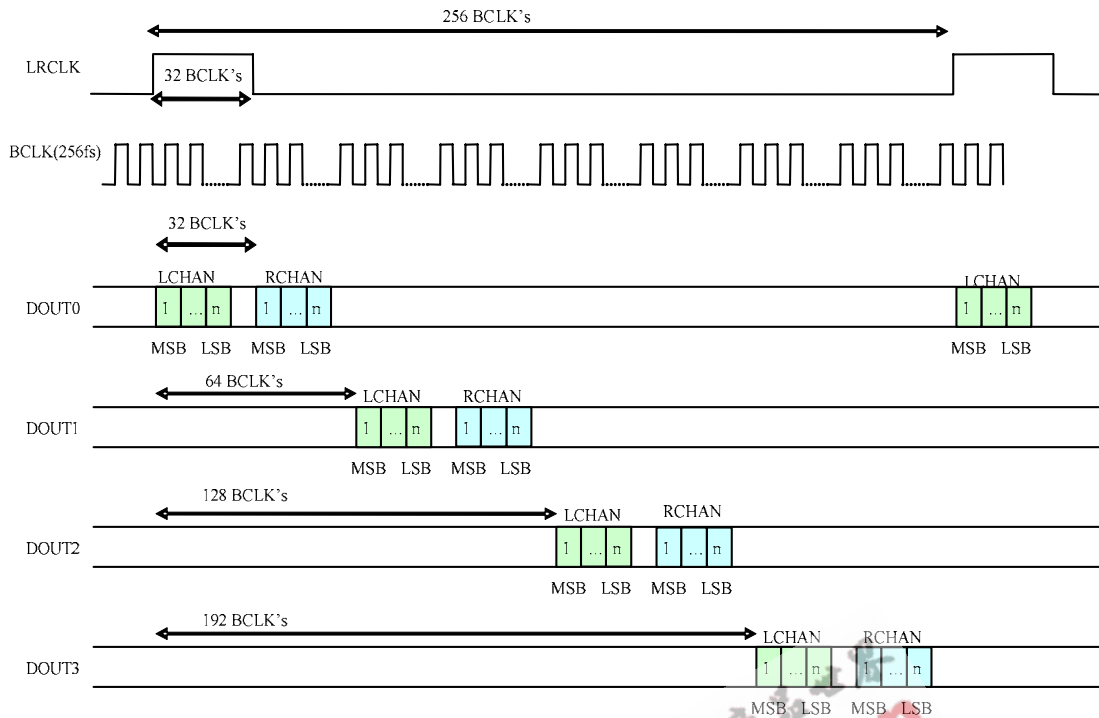 256 BCLK's
LRCLK
32 BCLK's
BCLK(256fs)
32 BCLK's
LCHAN RCHAN LCHAN
DOUT0 1 ... n 1 ... n 1 ... n
MSB LSB MSB LSB MSB LSB
64 BCLK's
LCHAN RCHAN
DOUT1 1 ... n 1 ... n
MSB LSB MSB LSB
128 BCLK's
LCHAN RCHAN
DOUT2 1 ... n 1 ... n
MSB LSB MSB LSB
192 BCLK's
LCHAN RCHAN
DOUT3 1 ... n 1 ... n
MSB LSB MSB LSB